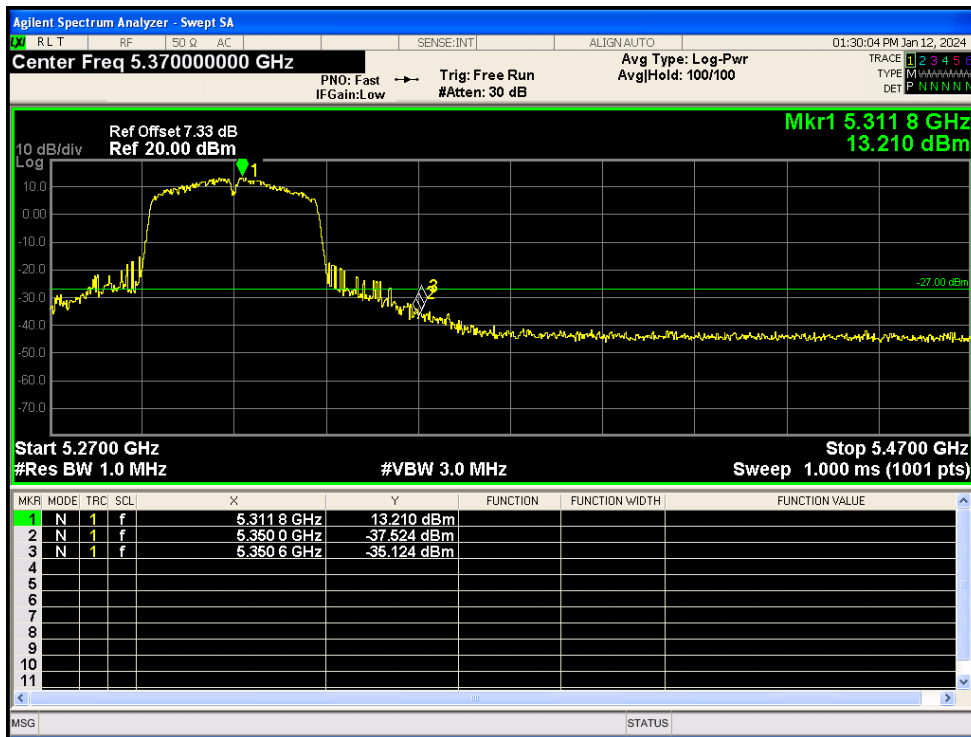 Agilent Spectrum Analyzer - Swept SA
LXI RLT RF 50 Ω AC SENSE:INT ALIGN AUTO 01:30:04 PM Jan 12, 2024
Center Freq 5.370000000 GHz
PNO: Fast
IFGain:Low
Trig: Free Run
#Atten: 30 dB
Avg Type: Log-Pwr
Avg|Hold: 100/100
TRACE 1 2 3 4 5 6
TYPE M
DET P N N N N N
Mkr1 5.311 8 GHz
13.210 dBm
Ref Offset 7.33 dB
10 dB/div Ref 20.00 dBm
Log
1
10.0
0.00
-10.0
-20.0
3
-27.00 dBm
2
-30.0
-40.0
-50.0
-60.0
-70.0
Start 5.2700 GHz Stop 5.4700 GHz
#Res BW 1.0 MHz #VBW 3.0 MHz Sweep 1.000 ms (1001 pts)
MKR MODE TRC SCL X Y FUNCTION FUNCTION WIDTH FUNCTION VALUE
1 N 1 f 5.311 8 GHz 13.210 dBm
2 N 1 f 5.350 0 GHz -37.524 dBm
3 N 1 f 5.350 6 GHz -35.124 dBm
4
5
6
7
8
9
10
11
MSG STATUS